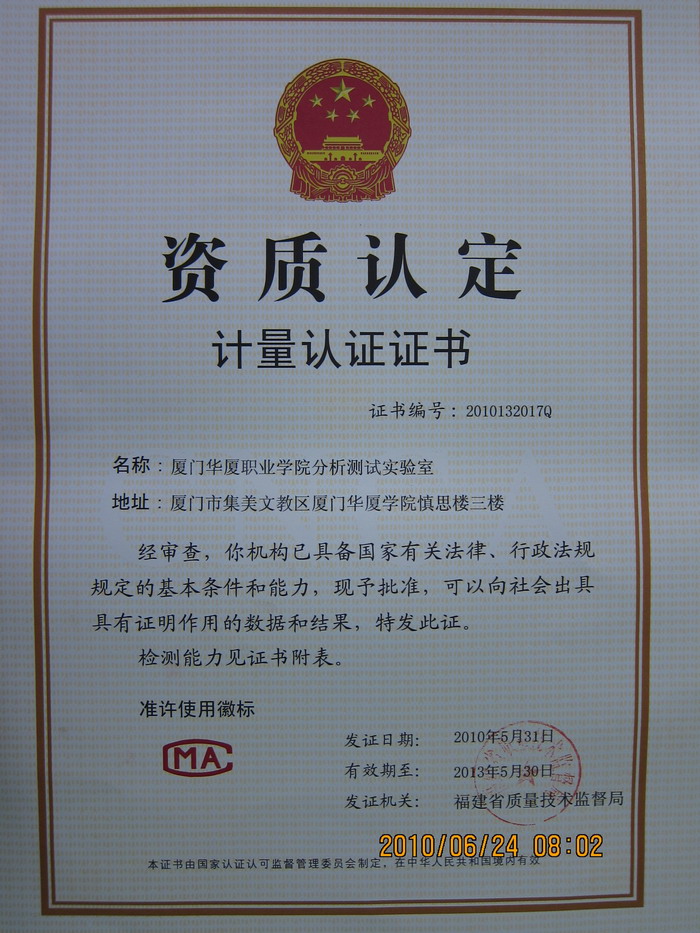 资质认定
计量认证证书
证书编号：2010132017Q
名称：厦门华厦职业学院分析测试实验室
地址：厦门市集美文教区厦门华厦学院慎思楼三楼
经审查，你机构已具备国家有关法律、行政法规
规定的基本条件和能力，现予批准，可以向社会出具
具有证明作用的数据和结果，特发此证。
检测能力见证书附表。
准许使用徽标
MA
发证日期：2010年5月31日
有效期至：2013年5月30日
发证机关：福建省质量技术监督局
2010/06/24 08:02
本证书由国家认证认可监督管理委员会制定，在中华人民共和国境内有效